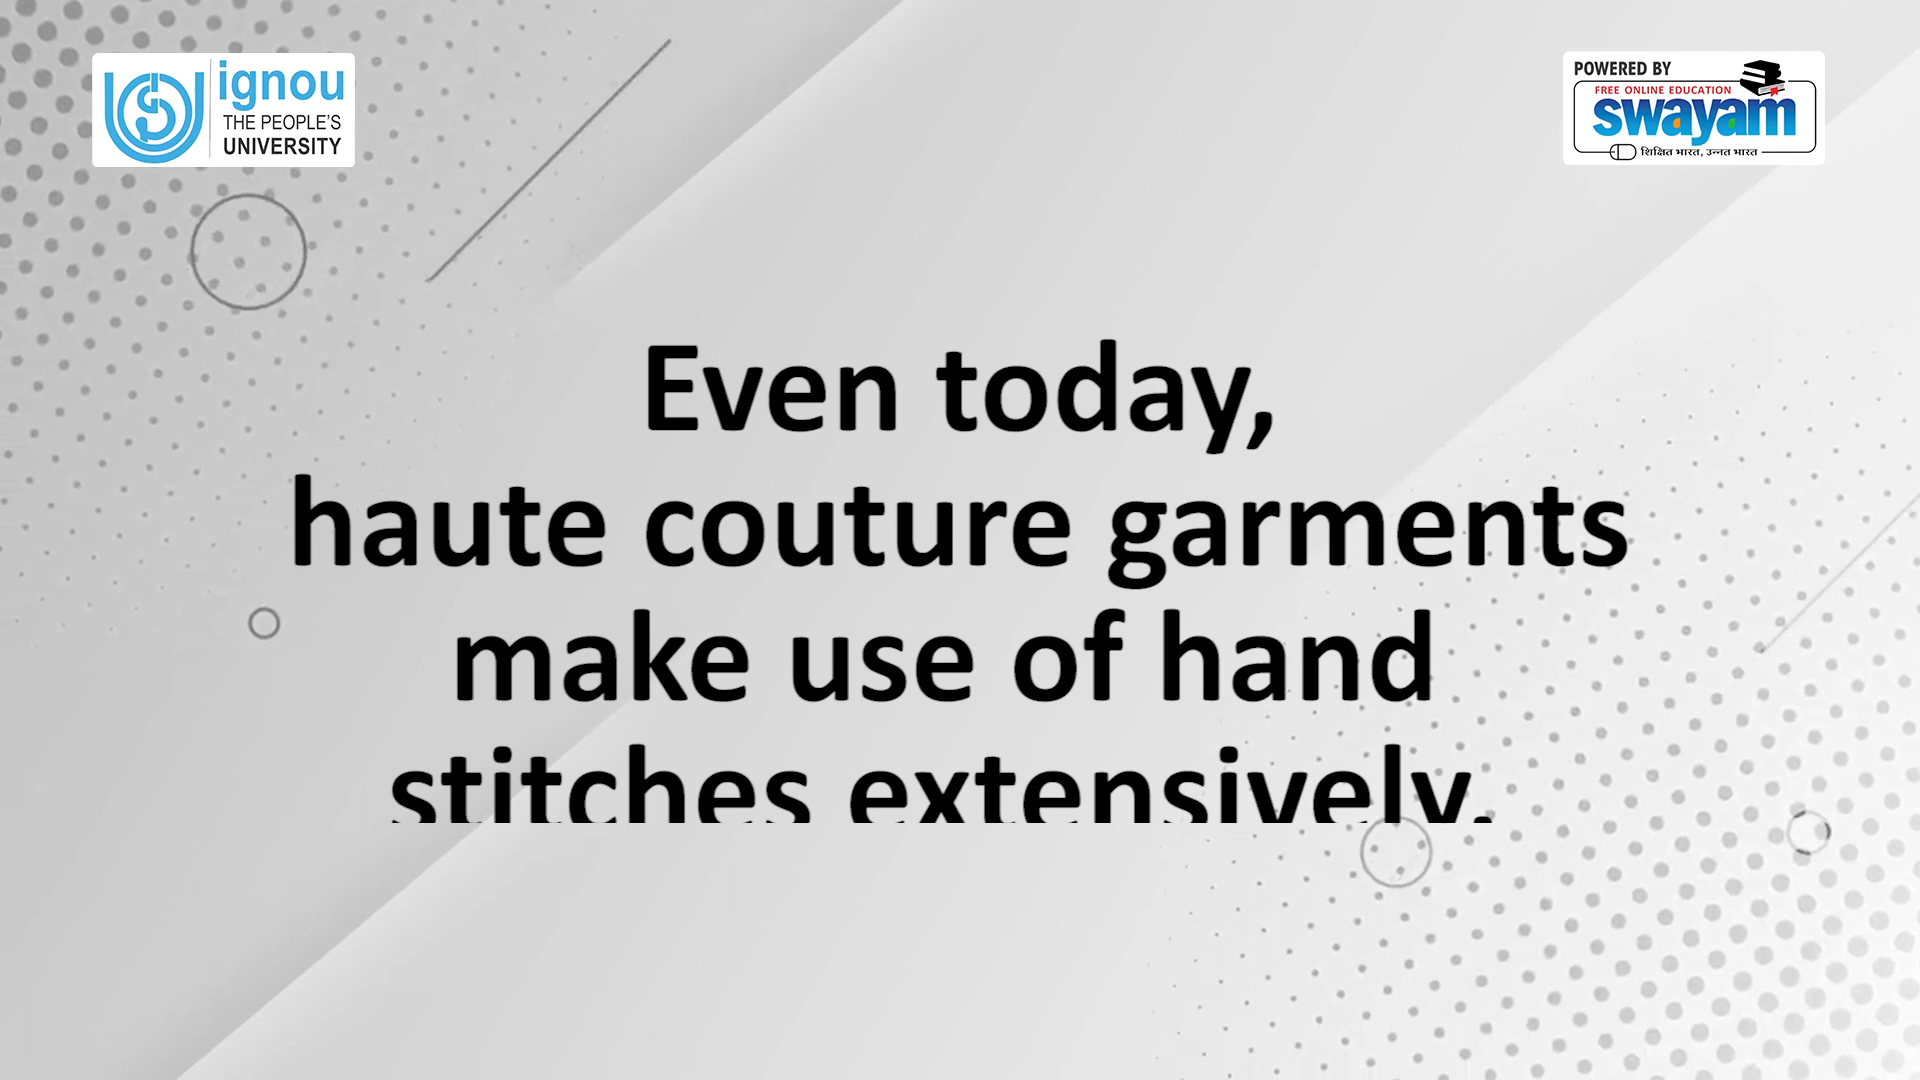 ignou
THE PEOPLE'S
UNIVERSITY
POWERED BY
FREE ONLINE EDUCATION
swayam
शिक्षित भारत, उन्नत भारत
Even today,
haute couture garments
make use of hand
stitches extensively.